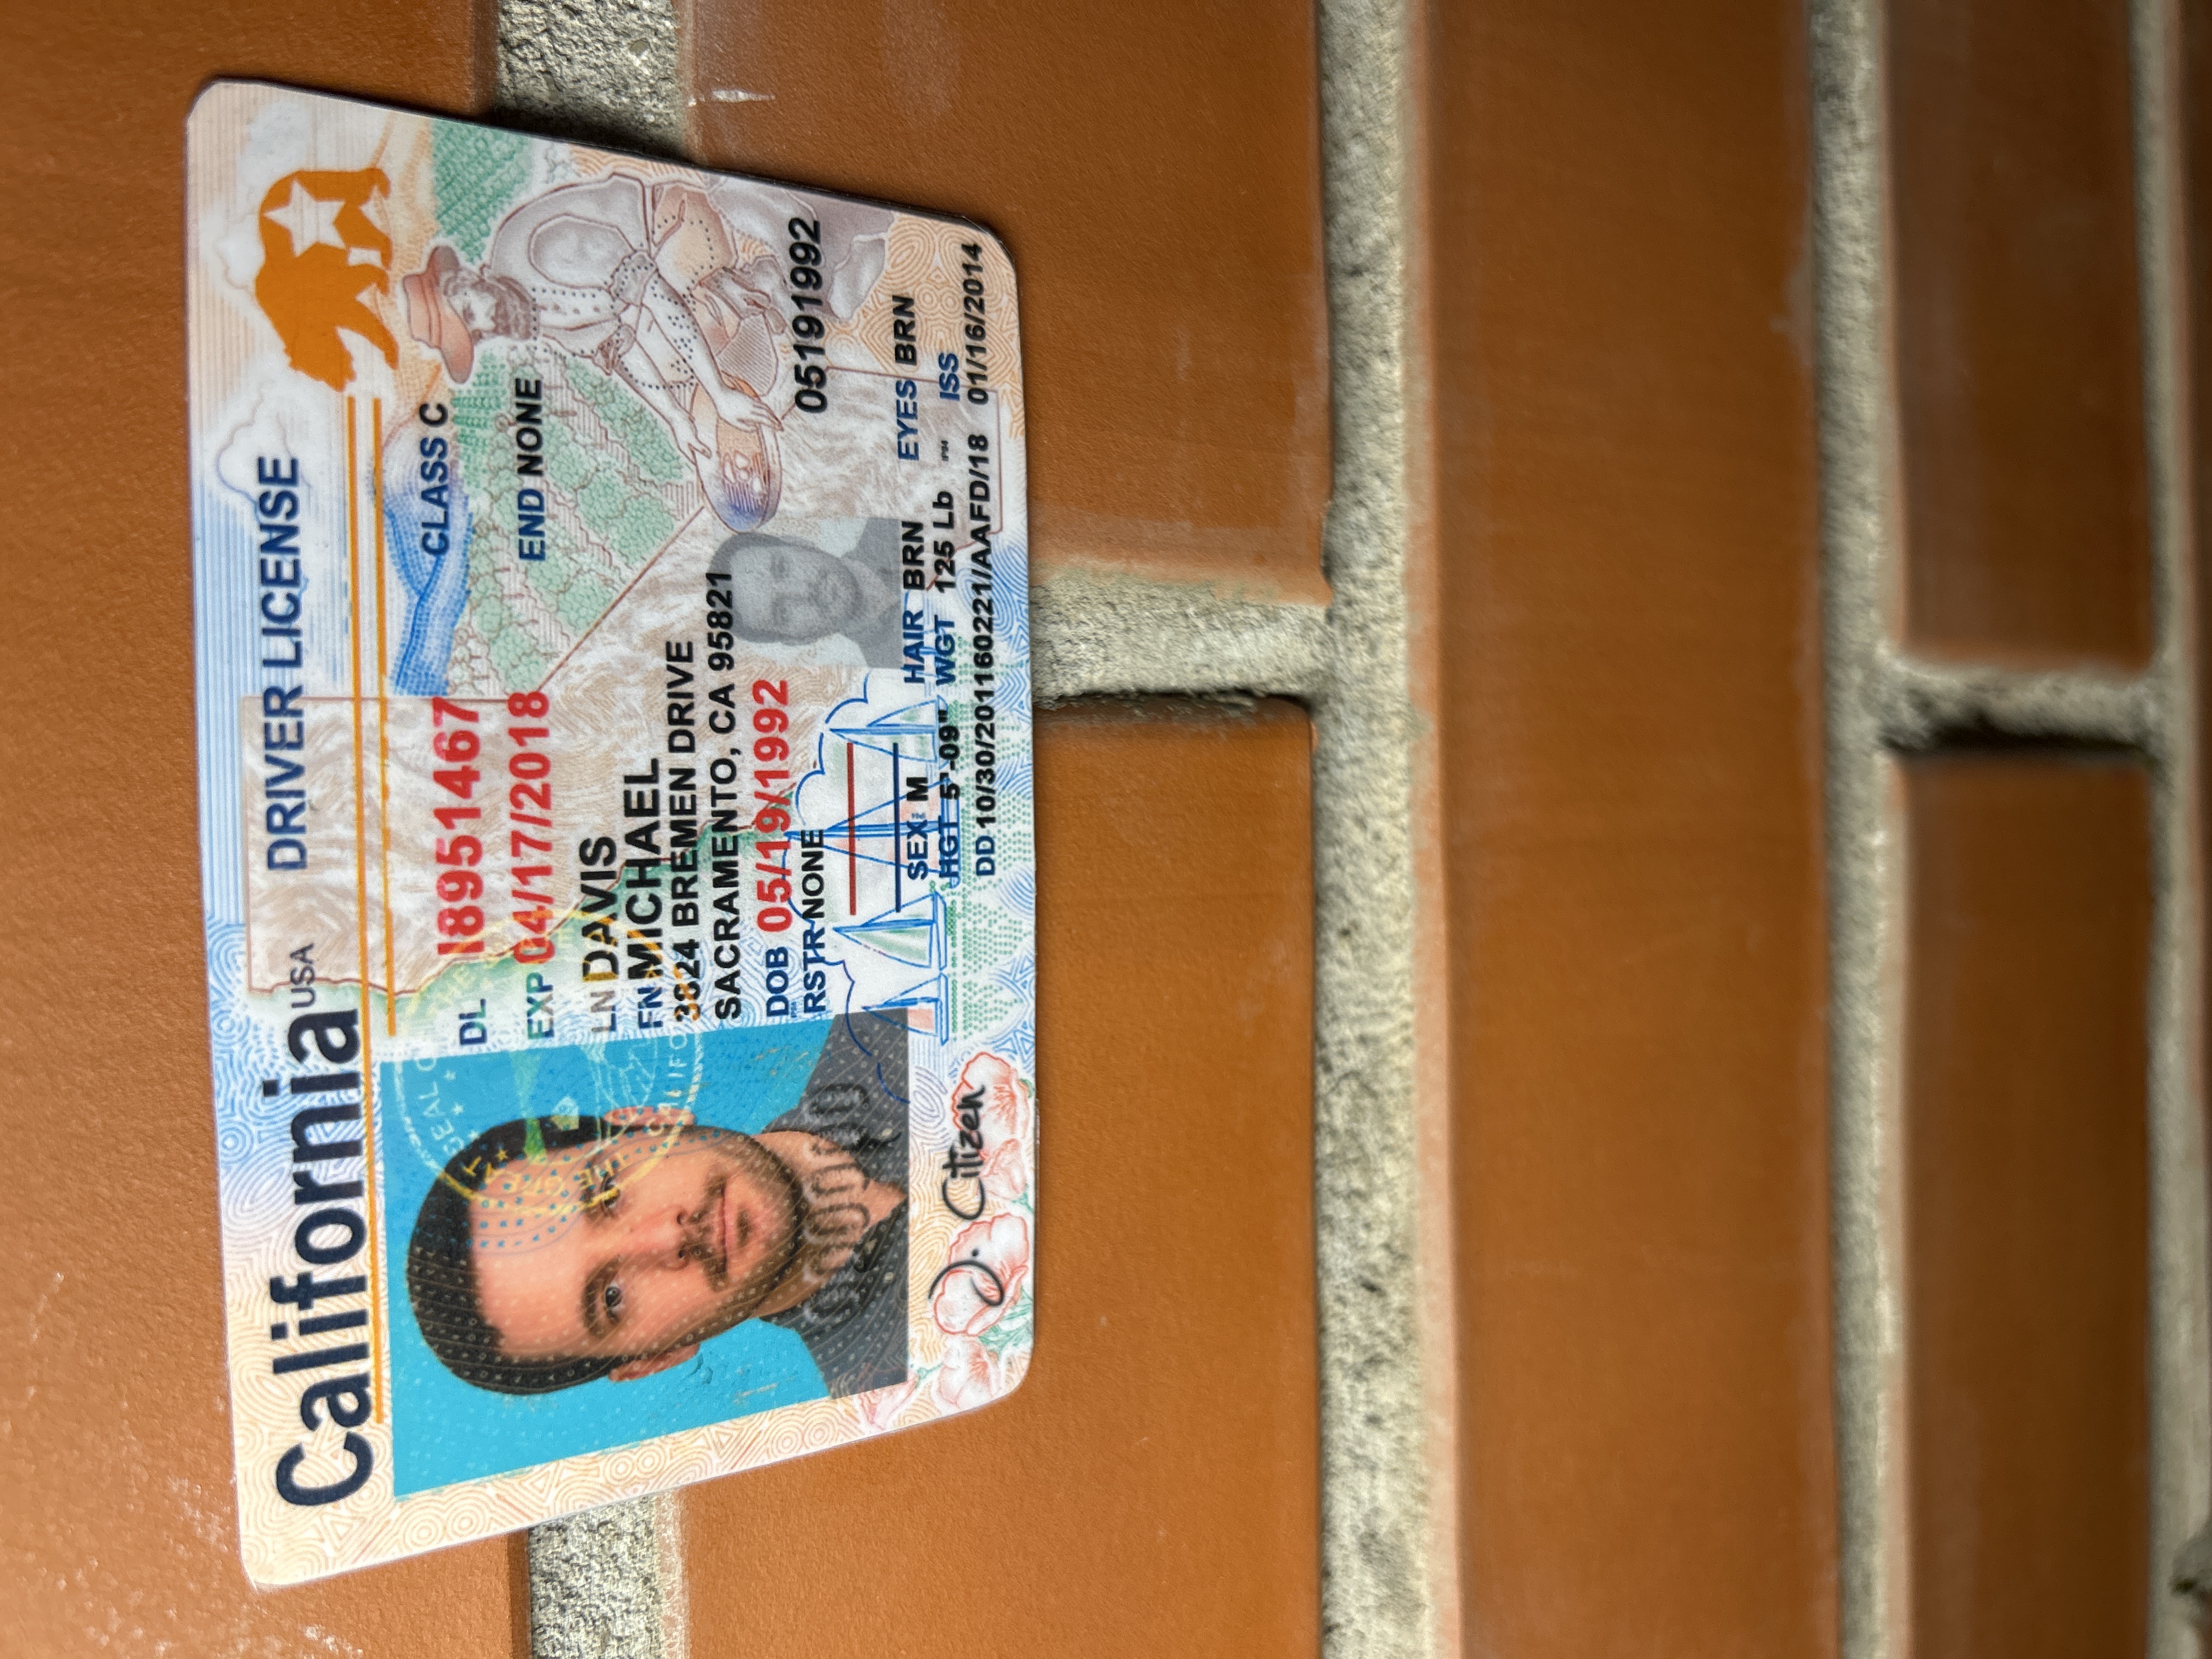 California USA DRIVER LICENSE
DL I8951467
CLASS C
EXP 04/17/2018
END NONE
LN DAVIS
FN MICHAEL
3824 BREMEN DRIVE
SACRAMENTO, CA 95821
DOB 05/19/1992
RSTR NONE
05191992
SEX M HAIR BRN EYES BRN
HGT 5'-09" WGT 125 Lb ISS
DD 10/30/201160221/AAFD/18 01/16/2014
J. Citizen